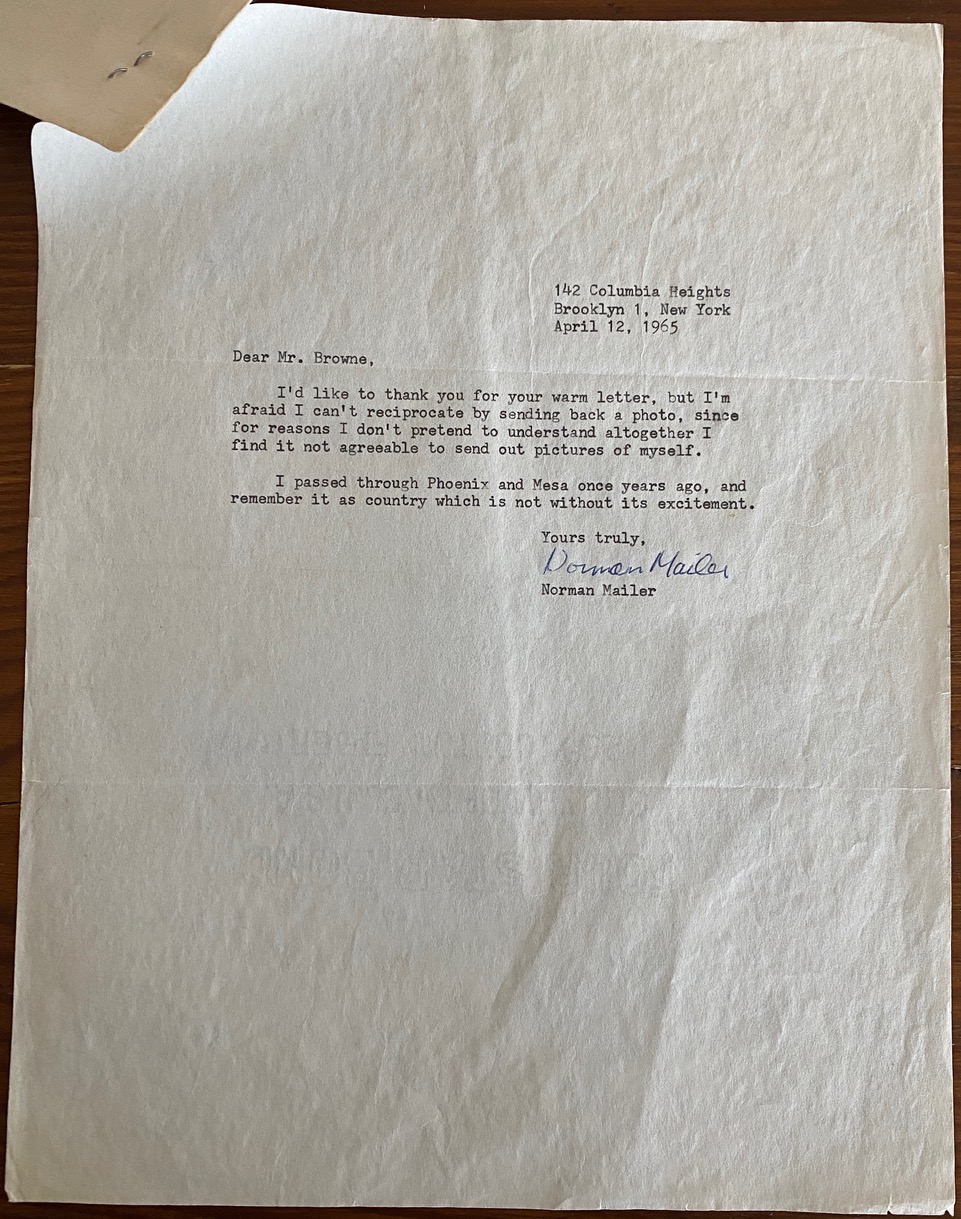 142 Columbia Heights
Brooklyn 1, New York
April 12, 1965
Dear Mr. Browne,
I'd like to thank you for your warm letter, but I'm
afraid I can't reciprocate by sending back a photo, since
for reasons I don't pretend to understand altogether I
find it not agreeable to send out pictures of myself.
I passed through Phoenix and Mesa once years ago, and
remember it as country which is not without its excitement.
Yours truly,
Norman Mailer
Norman Mailer